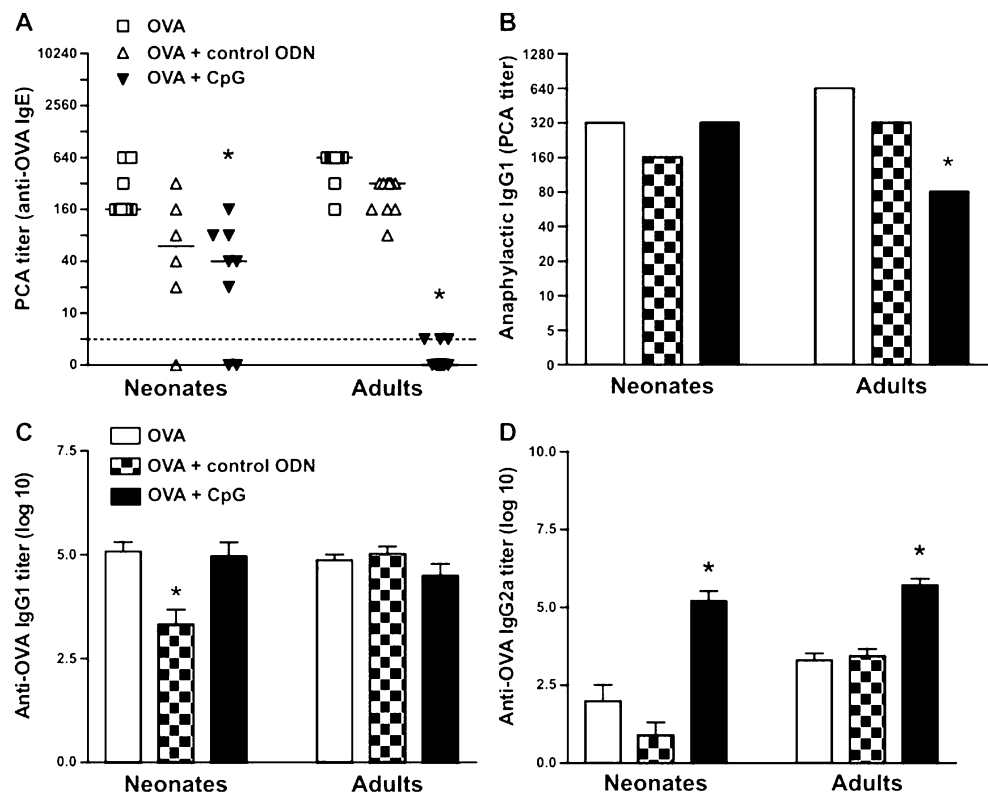 A
OVA
OVA + control ODN
OVA + CpG
PCA titer (anti-OVA IgE)
10240
2560
640
160
40
10
0
*
*
Neonates
Adults
B
Anaphylactic IgG1 (PCA titer)
1280
640
320
160
80
40
20
10
5
0
*
Neonates
Adults
C
OVA
OVA + control ODN
OVA + CpG
Anti-OVA IgG1 titer (log 10)
7.5
5.0
2.5
0.0
*
Neonates
Adults
D
Anti-OVA IgG2a titer (log 10)
10.0
7.5
5.0
2.5
0.0
*
*
Neonates
Adults